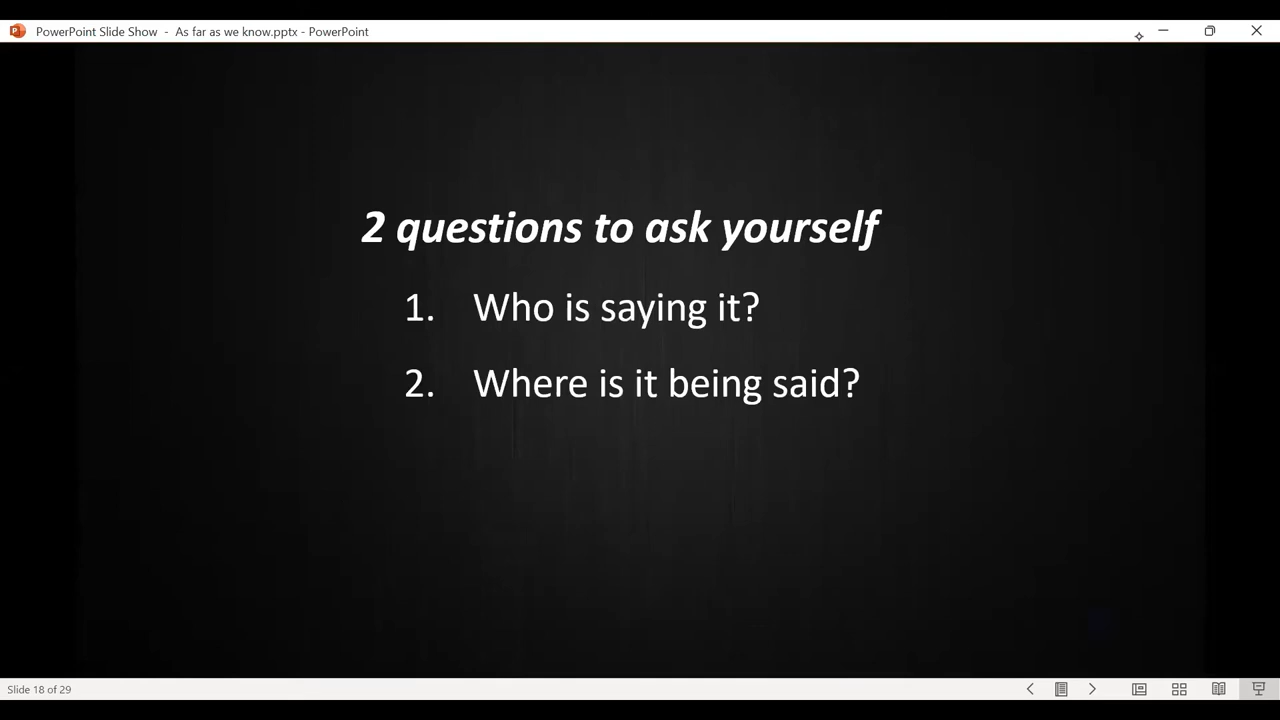 PowerPoint Slide Show - As far as we know.pptx - PowerPoint
2 questions to ask yourself
1. Who is saying it?
2. Where is it being said?
Slide 18 of 29